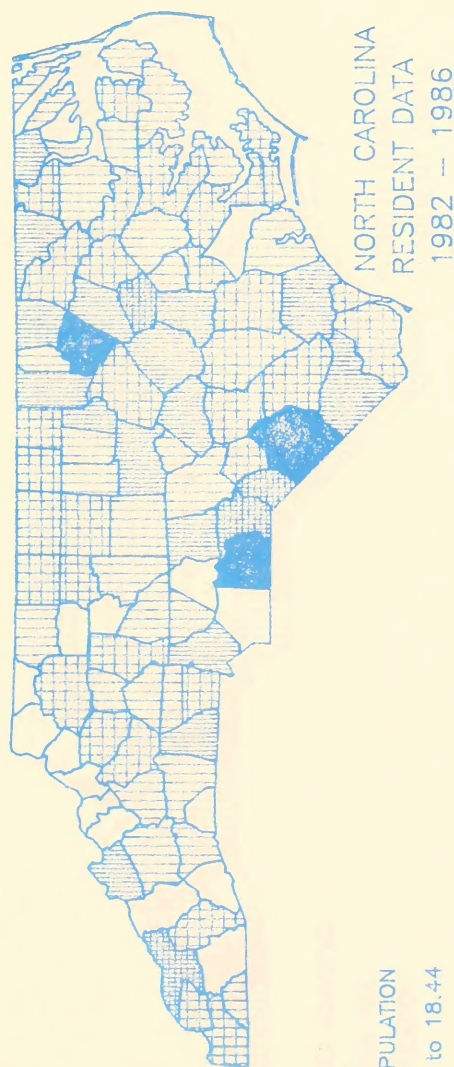 NORTH CAROLINA
RESIDENT DATA
1982 – 1986
PULATION
to 18.44